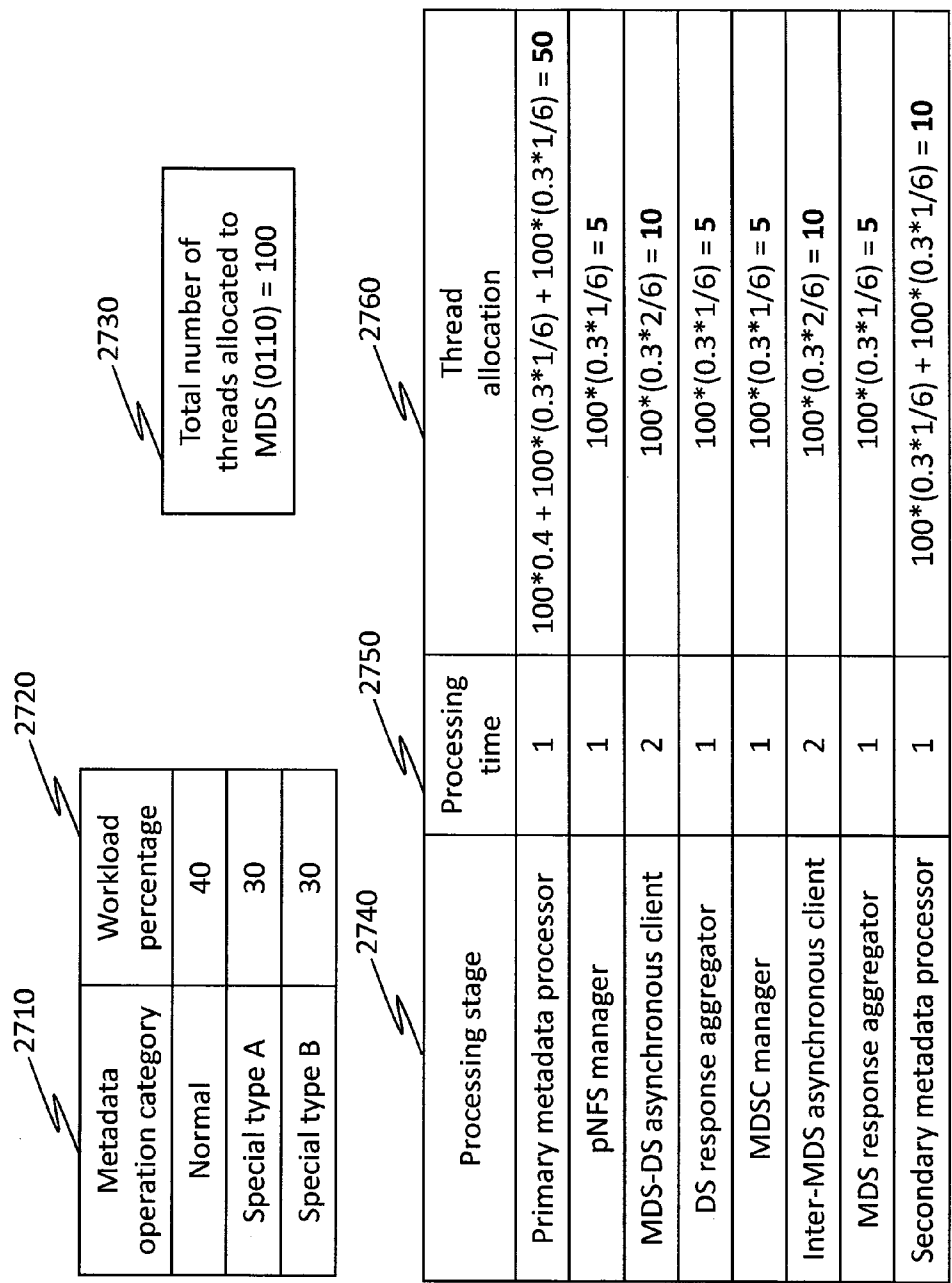 2710
2720
2730
Metadata
operation category
Workload
percentage
Normal
40
Special type A
30
Special type B
30
Total number of
threads allocated to
MDS (0110) = 100
2740
2750
2760
Processing stage
Processing
time
Thread
allocation
Primary metadata processor
1
100*0.4 + 100*(0.3*1/6) + 100*(0.3*1/6) = 50
pNFS manager
1
100*(0.3*1/6) = 5
MDS-DS asynchronous client
2
100*(0.3*2/6) = 10
DS response aggregator
1
100*(0.3*1/6) = 5
MDSC manager
1
100*(0.3*1/6) = 5
Inter-MDS asynchronous client
2
100*(0.3*2/6) = 10
MDS response aggregator
1
100*(0.3*1/6) = 5
Secondary metadata processor
1
100*(0.3*1/6) + 100*(0.3*1/6) = 10